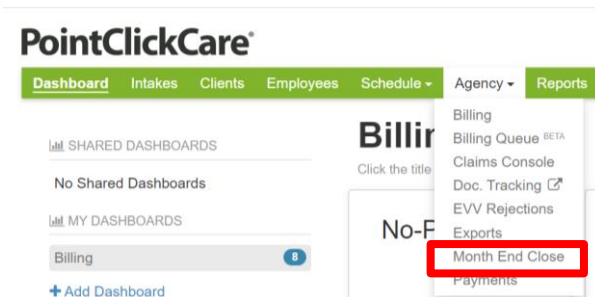 PointClickCare®
Dashboard Intakes Clients Employees Schedule Agency Reports
SHARED DASHBOARDS
No Shared Dashboards
MY DASHBOARDS
Billing 8
+ Add Dashboard
Billin
Click the title
No-P
Billing
Billing Queue BETA
Claims Console
Doc. Tracking
EVV Rejections
Exports
Month End Close
Payments